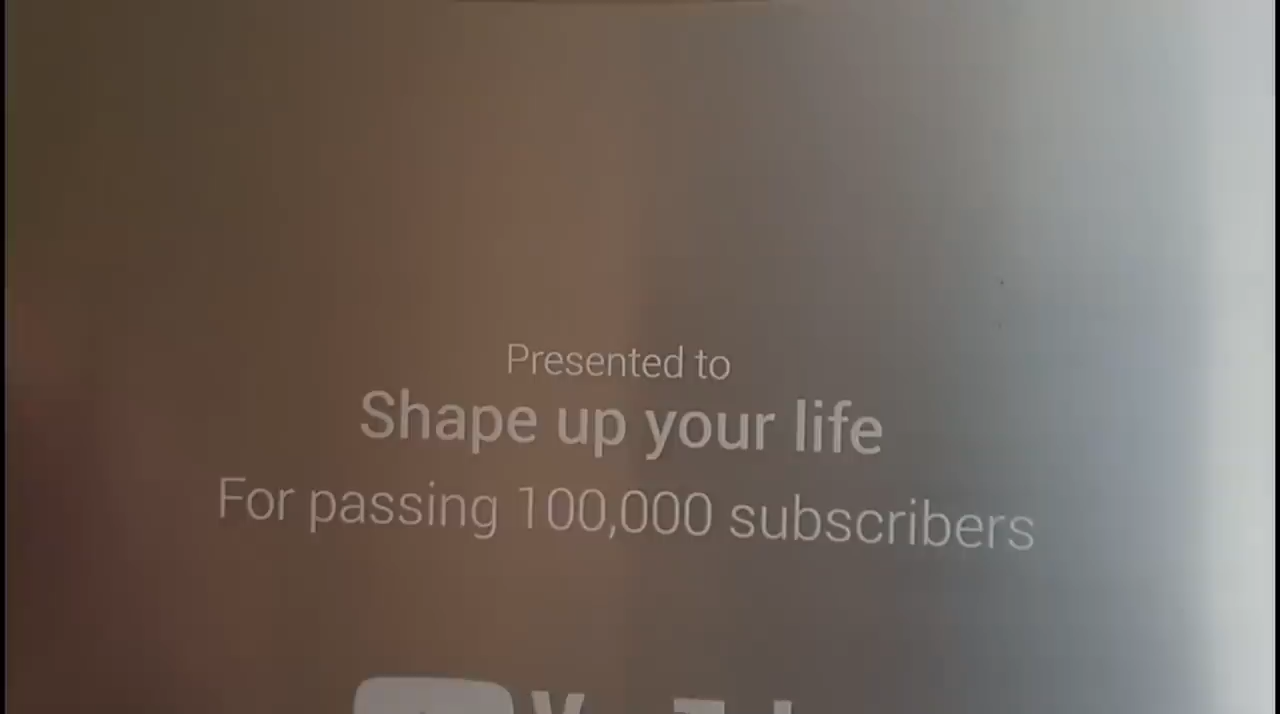 Presented to
Shape up your life
For passing 100,000 subscribers